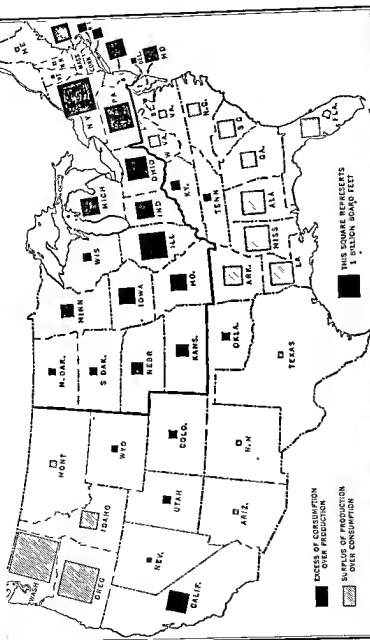 WASH
OREG
CALIF.
NEV.
IDAHO
MONT
WYO
UTAH
ARIZ.
COLO.
N.M
N. DAK.
S DAK.
NEBR
KANS.
OKLA.
TEXAS
MINN
IOWA
MO.
ARK.
LA
WIS
ILL
MICH
IND
OHIO
KY.
TENN
MISS
ALA
GA.
FLA.
S C
N.C.
VA.
W VA.
PA
N Y
ME
VT
N H
MASS
CONN
DEL
MD
EXCESS OF CONSUMPTION
OVER PRODUCTION
SURPLUS OF PRODUCTION
OVER CONSUMPTION
THIS SQUARE REPRESENTS
BILLION BOARD FEET